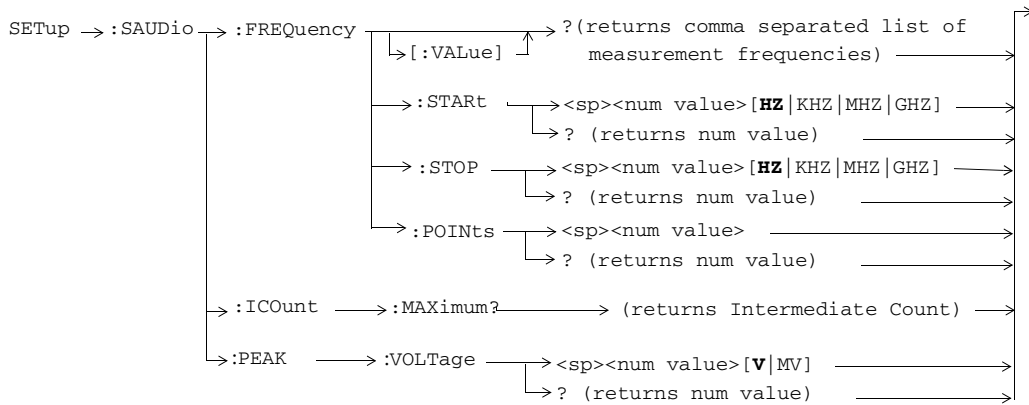 SETup :SAUDio :FREQuency ?(returns comma separated list of
[:VALue] measurement frequencies)
:STARt <sp><num value>[HZ|KHZ|MHZ|GHZ]
? (returns num value)
:STOP <sp><num value>[HZ|KHZ|MHZ|GHZ]
? (returns num value)
:POINts <sp><num value>
? (returns num value)
:ICOunt :MAXimum? (returns Intermediate Count)
:PEAK :VOLTage <sp><num value>[V|MV]
? (returns num value)